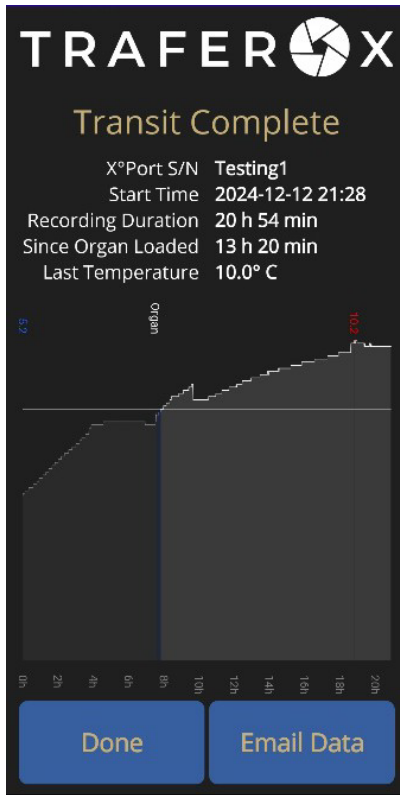 TRAFEROX
Transit Complete
X°Port S/N Testing1
Start Time 2024-12-12 21:28
Recording Duration 20 h 54 min
Since Organ Loaded 13 h 20 min
Last Temperature 10.0° C
5.2
Organ
10.2
0h 2h 4h 6h 8h 10h 12h 14h 16h 18h 20h
Done
Email Data